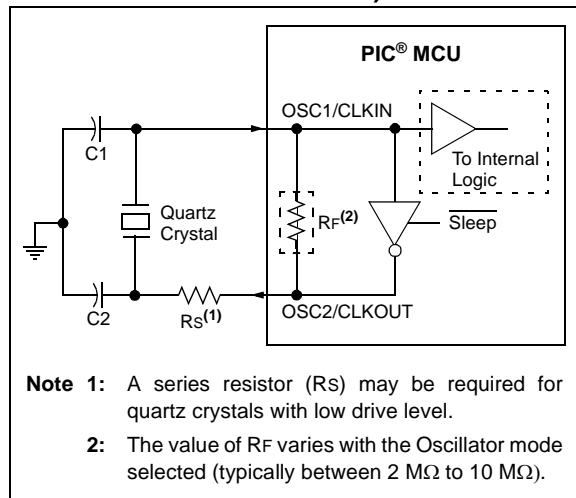 PIC® MCU
OSC1/CLKIN
C1
To Internal
Logic
Quartz
Crystal
RF(2)
Sleep
C2
RS(1)
OSC2/CLKOUT
Note 1: A series resistor (RS) may be required for
quartz crystals with low drive level.
2: The value of RF varies with the Oscillator mode
selected (typically between 2 MΩ to 10 MΩ).